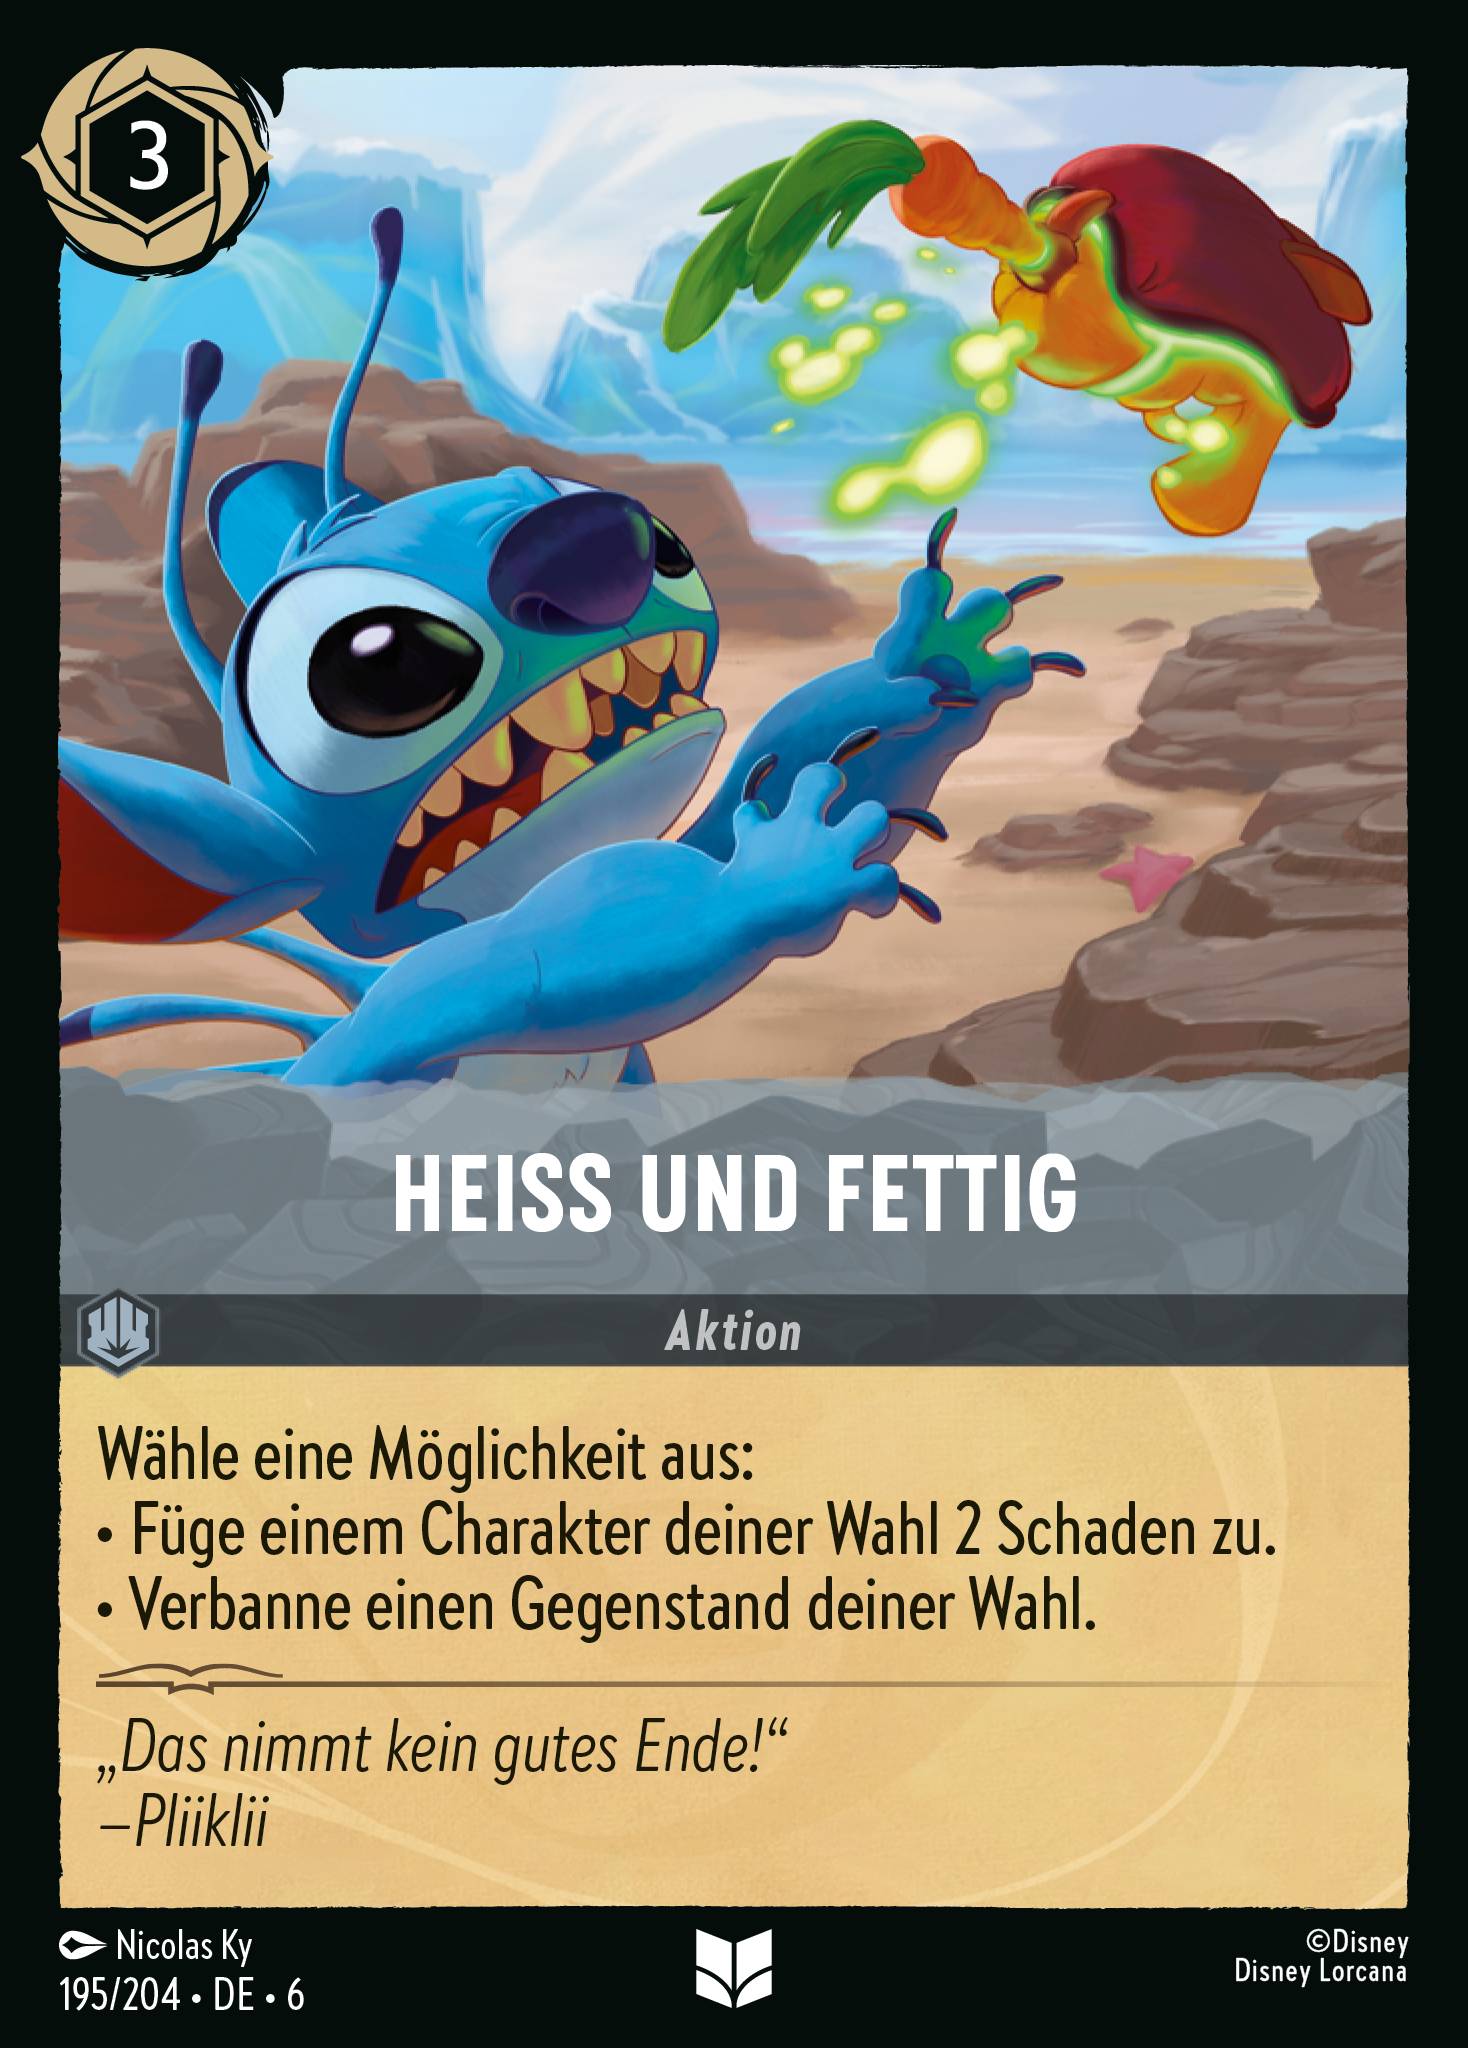 3
HEISS UND FETTIG
Aktion
Wähle eine Möglichkeit aus:
• Füge einem Charakter deiner Wahl 2 Schaden zu.
• Verbanne einen Gegenstand deiner Wahl.
„Das nimmt kein gutes Ende!“
–Pliiklii
Nicolas Ky
195/204 • DE • 6
©Disney
Disney Lorcana